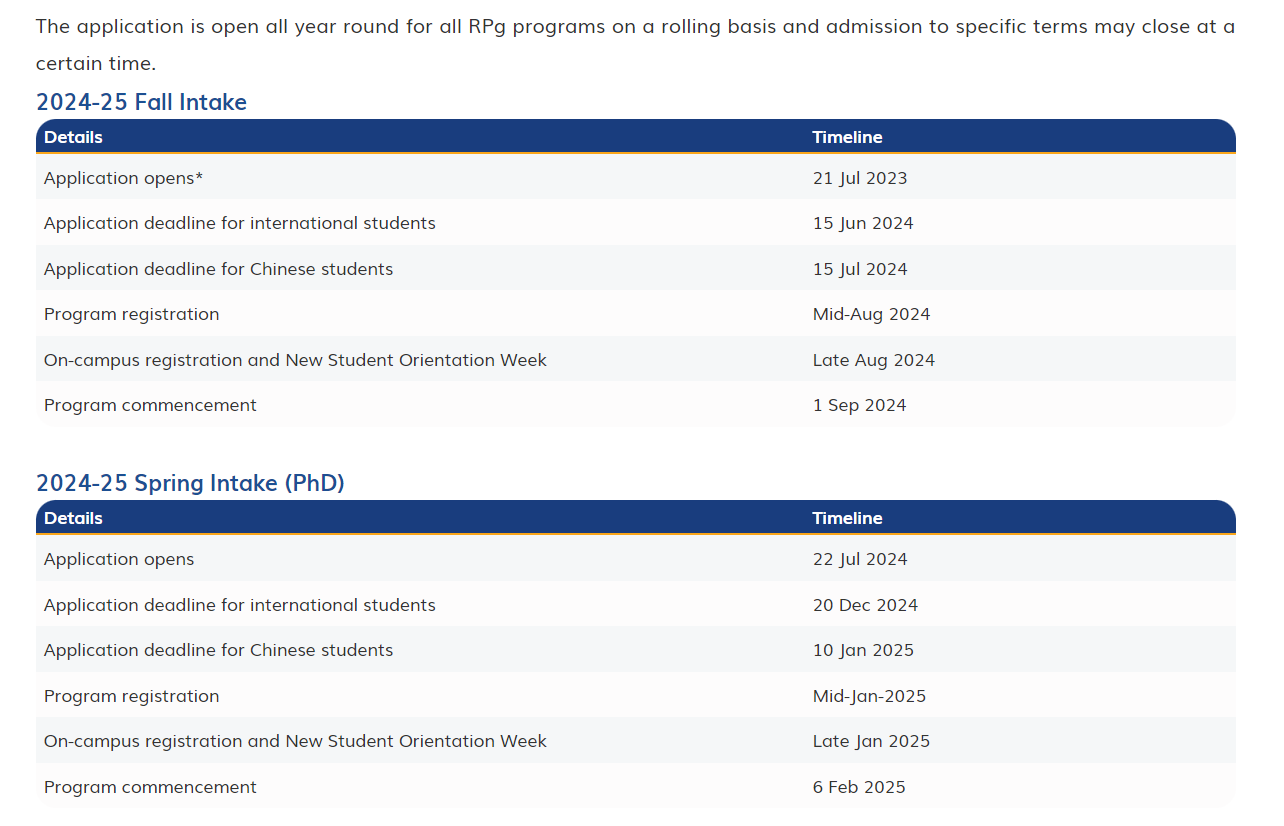 The application is open all year round for all RPg programs on a rolling basis and admission to specific terms may close at a
certain time.
2024-25 Fall Intake
Details Timeline
Application opens* 21 Jul 2023
Application deadline for international students 15 Jun 2024
Application deadline for Chinese students 15 Jul 2024
Program registration Mid-Aug 2024
On-campus registration and New Student Orientation Week Late Aug 2024
Program commencement 1 Sep 2024
2024-25 Spring Intake (PhD)
Details Timeline
Application opens 22 Jul 2024
Application deadline for international students 20 Dec 2024
Application deadline for Chinese students 10 Jan 2025
Program registration Mid-Jan-2025
On-campus registration and New Student Orientation Week Late Jan 2025
Program commencement 6 Feb 2025